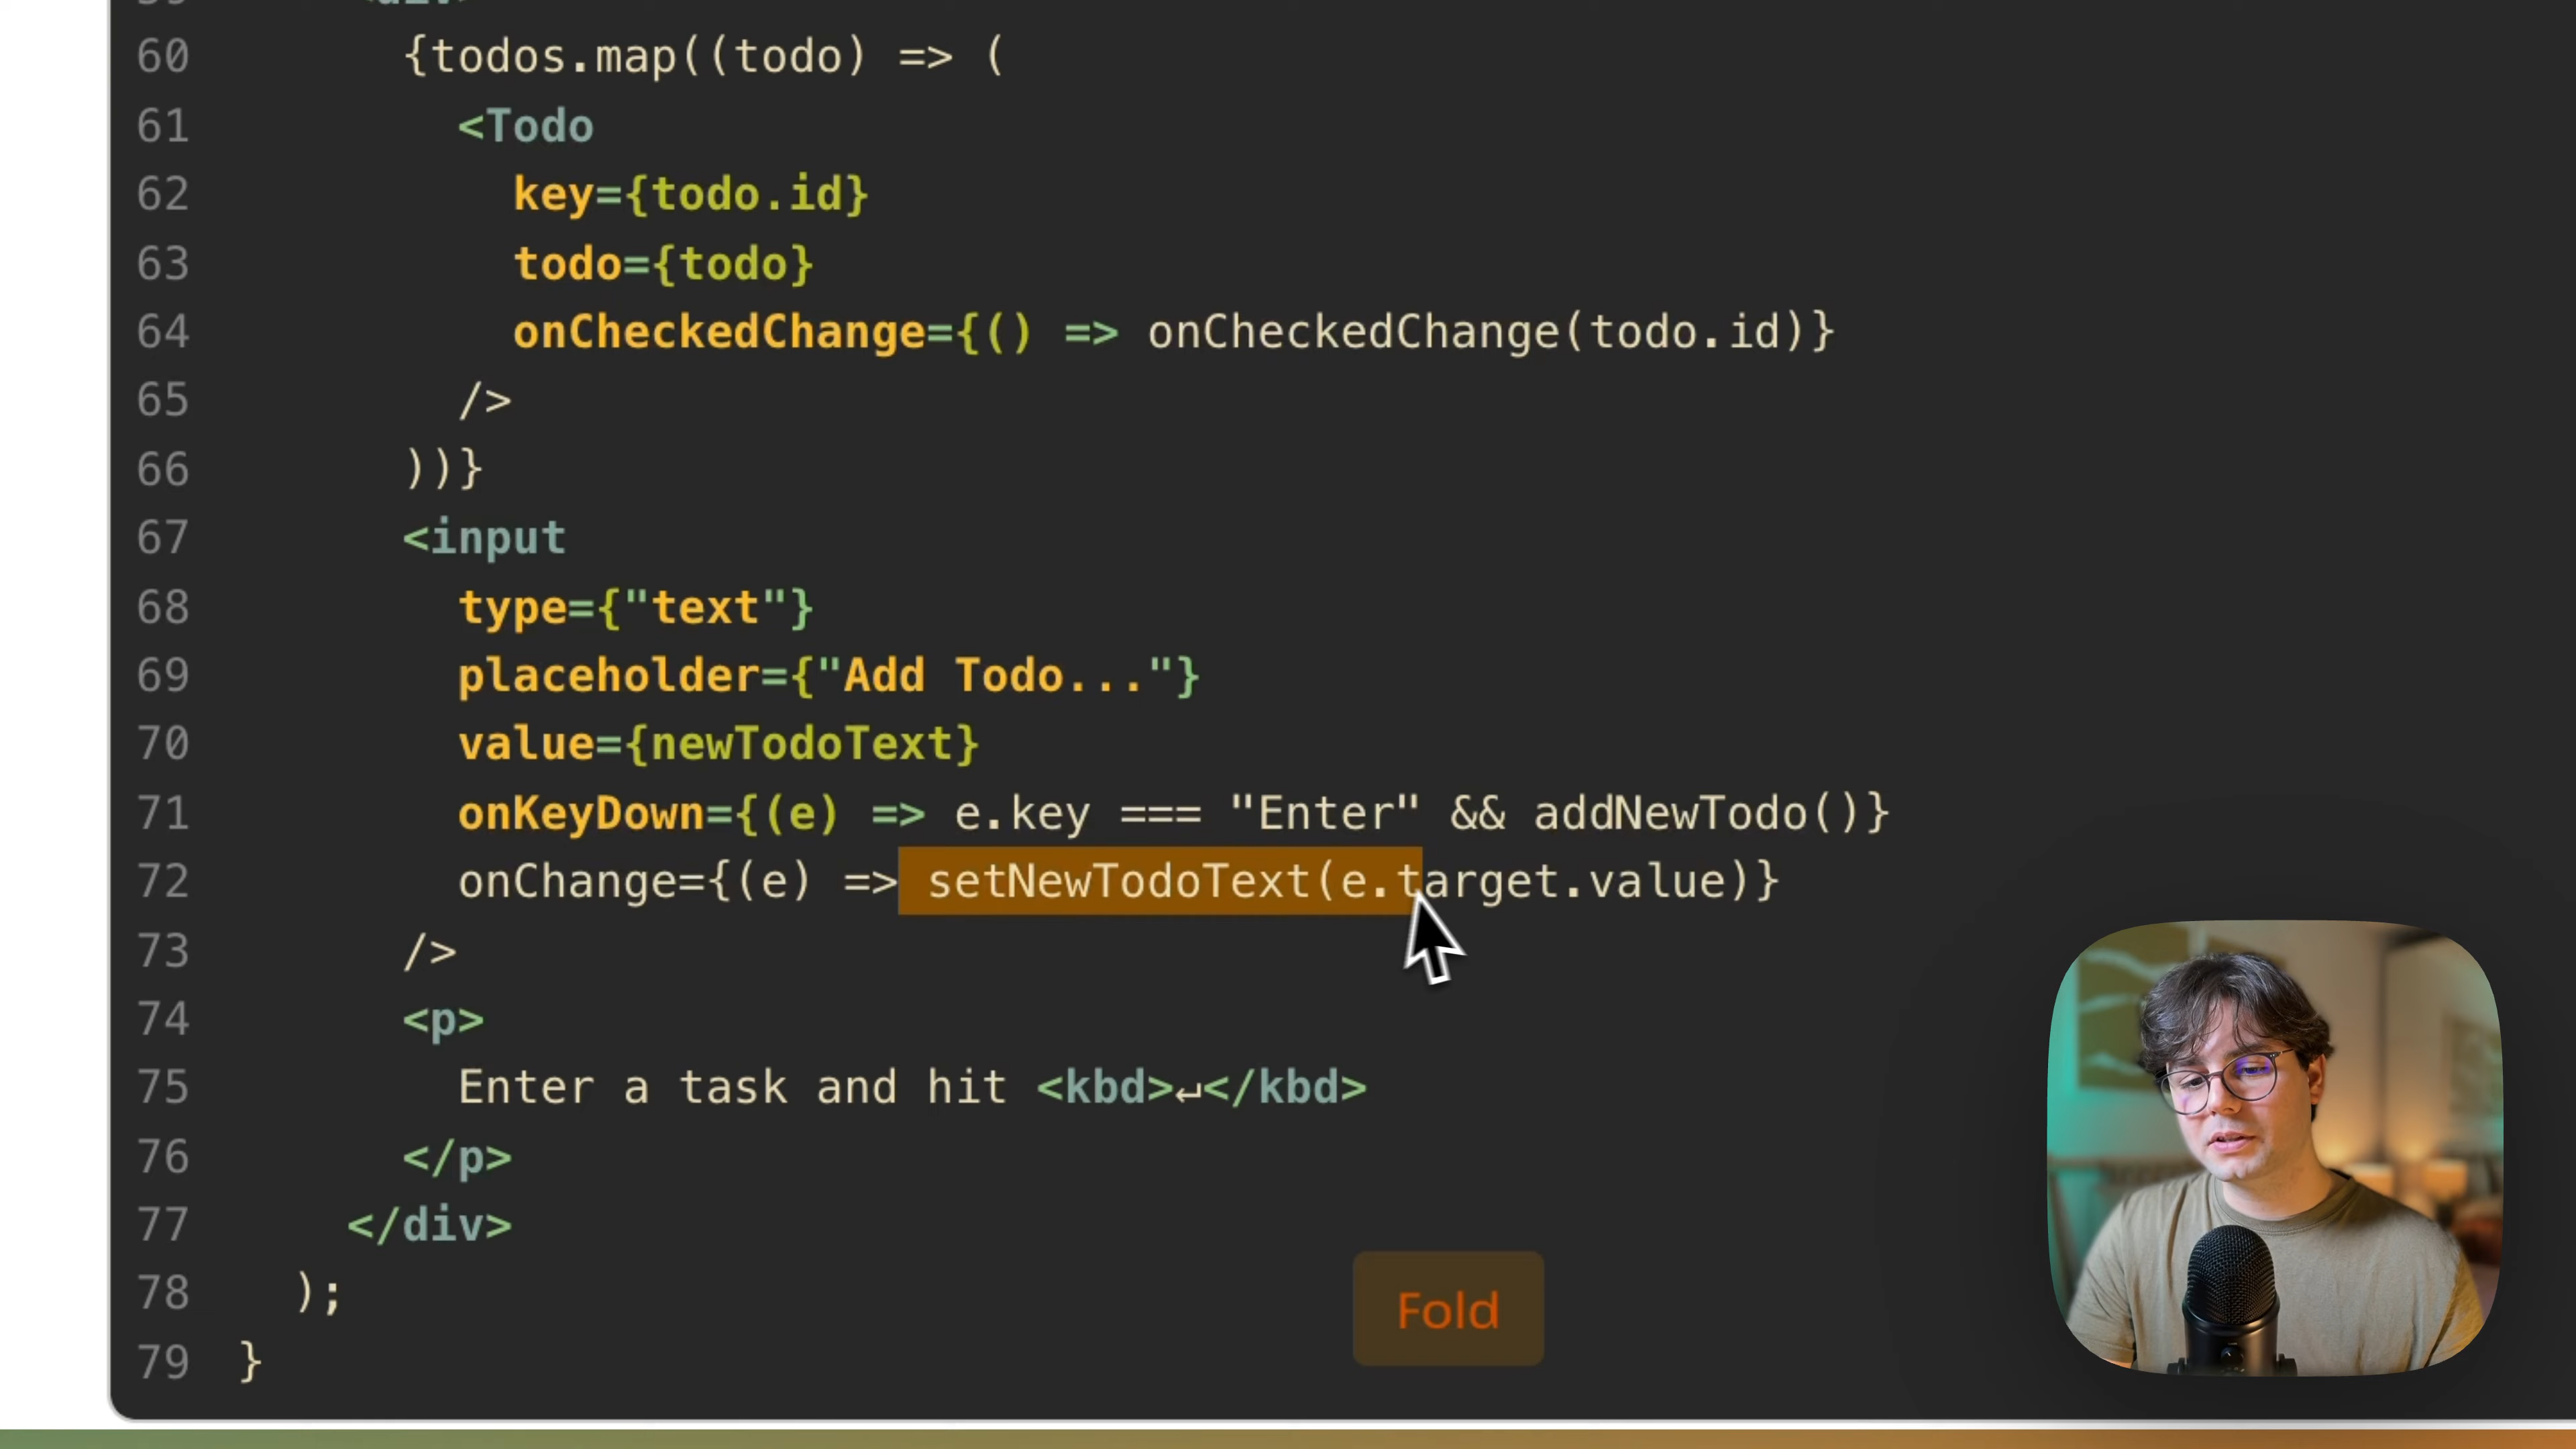 60 {todos.map((todo) => (
61 <Todo
62 key={todo.id}
63 todo={todo}
64 onCheckedChange={() => onCheckedChange(todo.id)}
65 />
66 ))}
67 <input
68 type={"text"}
69 placeholder={"Add Todo..."}
70 value={newTodoText}
71 onKeyDown={(e) => e.key === "Enter" && addNewTodo()}
72 onChange={(e) => setNewTodoText(e.target.value)}
73 />
74 <p>
75 Enter a task and hit <kbd>↵</kbd>
76 </p>
77 </div>
78 );
79 }
Fold